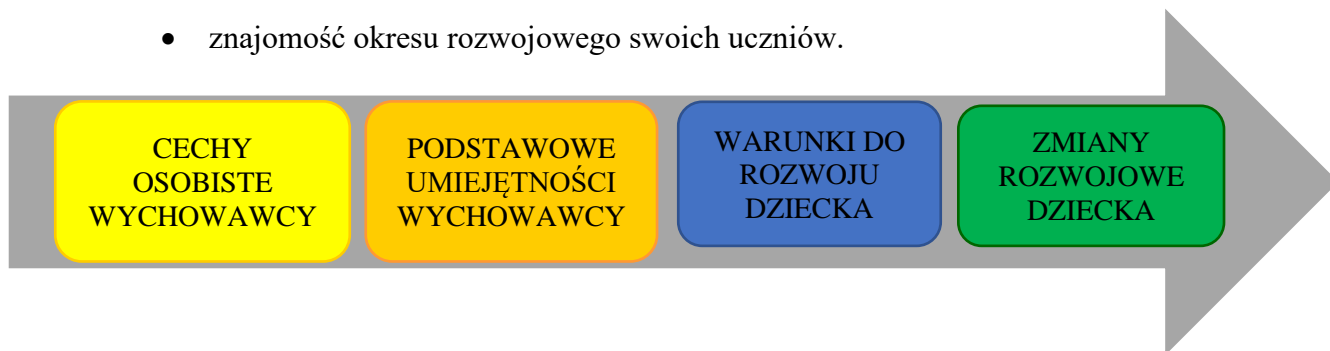 • znajomość okresu rozwojowego swoich uczniów.
CECHY
OSOBISTE
WYCHOWAWCY
PODSTAWOWE
UMIEJĘTNOŚCI
WYCHOWAWCY
WARUNKI DO
ROZWOJU
DZIECKA
ZMIANY
ROZWOJOWE
DZIECKA